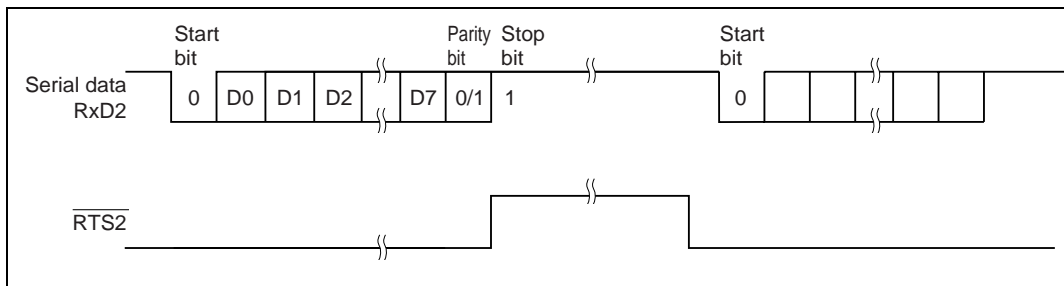 Start bit
Parity bit
Stop bit
Start bit
Serial data RxD2
0 D0 D1 D2 D7 0/1 1 0
RTS2